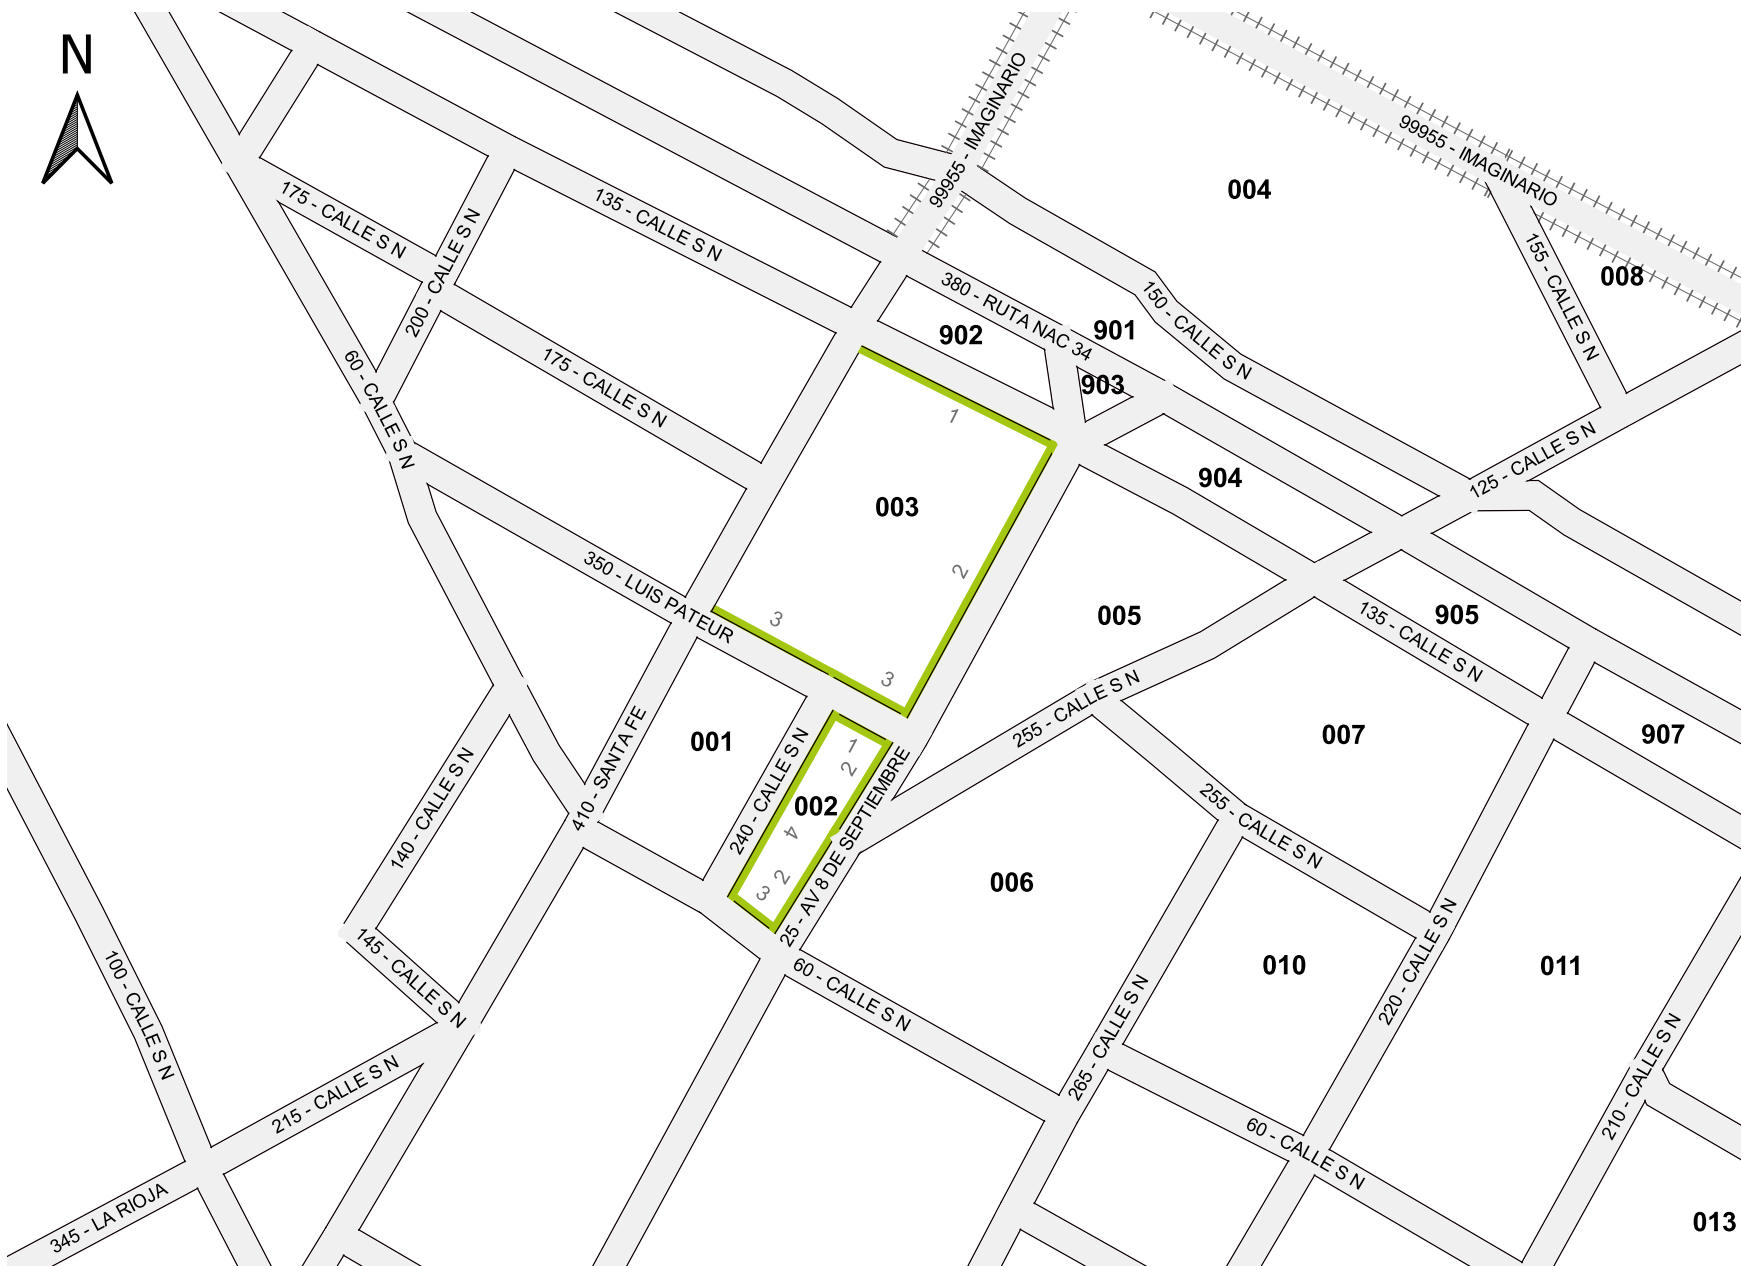 N
99955 - IMAGINARIO
99955 - IMAGINARIO
004
175 - CALLE S N
135 - CALLE S N
200 - CALLE S N
155 - CALLE S N
008
380 - RUTA NAC 34
150 - CALLE S N
902
901
903
60 - CALLE S N
175 - CALLE S N
1
003
904
125 - CALLE S N
2
350 - LUIS PATEUR
3
005
135 - CALLE S N
905
3
255 - CALLE S N
001
007
907
410 - SANTA FE
240 - CALLE S N
1
2
002
4
2
3
25 - AV 8 DE SEPTIEMBRE
140 - CALLE S N
255 - CALLE S N
006
145 - CALLE S N
60 - CALLE S N
010
220 - CALLE S N
011
100 - CALLE S N
265 - CALLE S N
210 - CALLE S N
215 - CALLE S N
60 - CALLE S N
345 - LA RIOJA
013